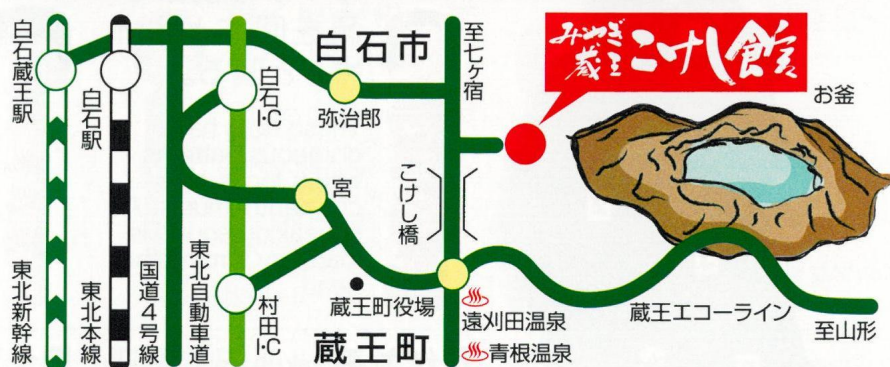 みやぎ
蔵王
こけし館
お釜
白石蔵王駅
白石駅
白石I・C
白石市
弥治郎
至七ヶ宿
宮
こけし橋
東北新幹線
東北本線
国道4号線
東北自動車道
村田I・C
蔵王町役場
蔵王町
遠刈田温泉
青根温泉
蔵王エコーライン
至山形